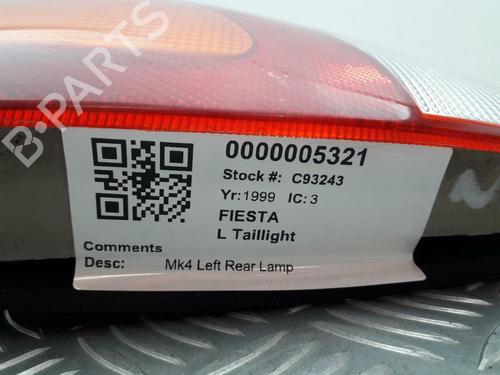 B-PARTS
0000005321
Stock #: C93243
Yr:1999 IC:3
FIESTA
L Taillight
Comments
Desc: Mk4 Left Rear Lamp